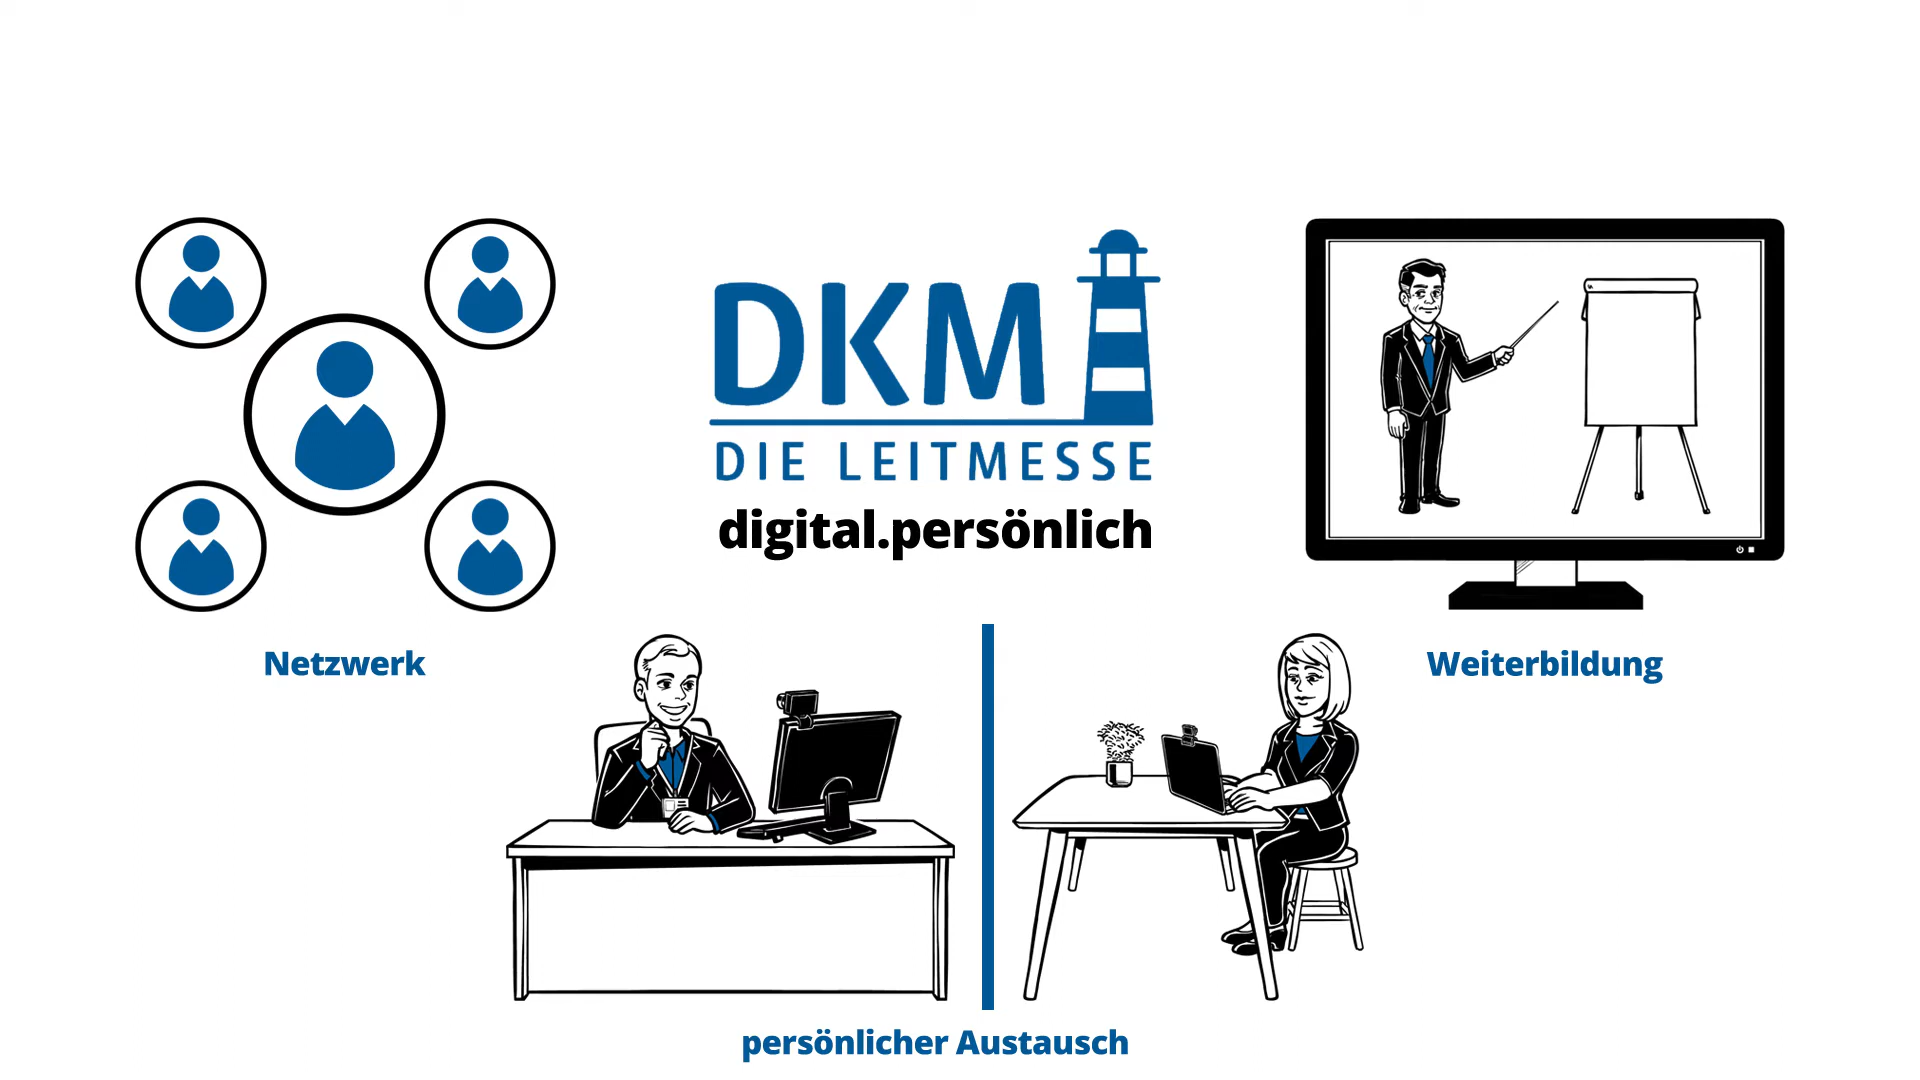 DKM
DIE LEITMESSE
digital.persönlich
Netzwerk
Weiterbildung
persönlicher Austausch